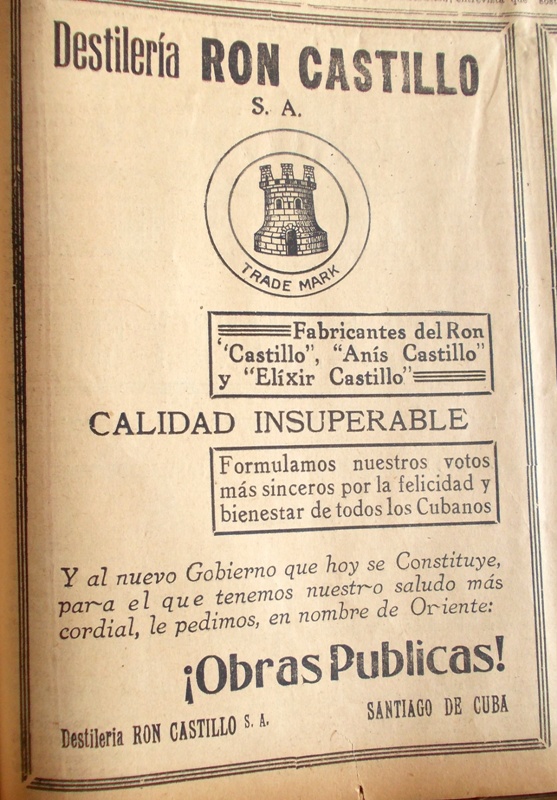 Destilería RON CASTILLO
S. A.
TRADE MARK
Fabricantes del Ron
"Castillo", "Anís Castillo"
y "Elíxir Castillo"
CALIDAD INSUPERABLE
Formulamos nuestros votos
más sinceros por la felicidad y
bienestar de todos los Cubanos
Y al nuevo Gobierno que hoy se Constituye,
para el que tenemos nuestro saludo más
cordial, le pedimos, en nombre de Oriente:
¡Obras Publicas!
Destileria RON CASTILLO S. A.
SANTIAGO DE CUBA